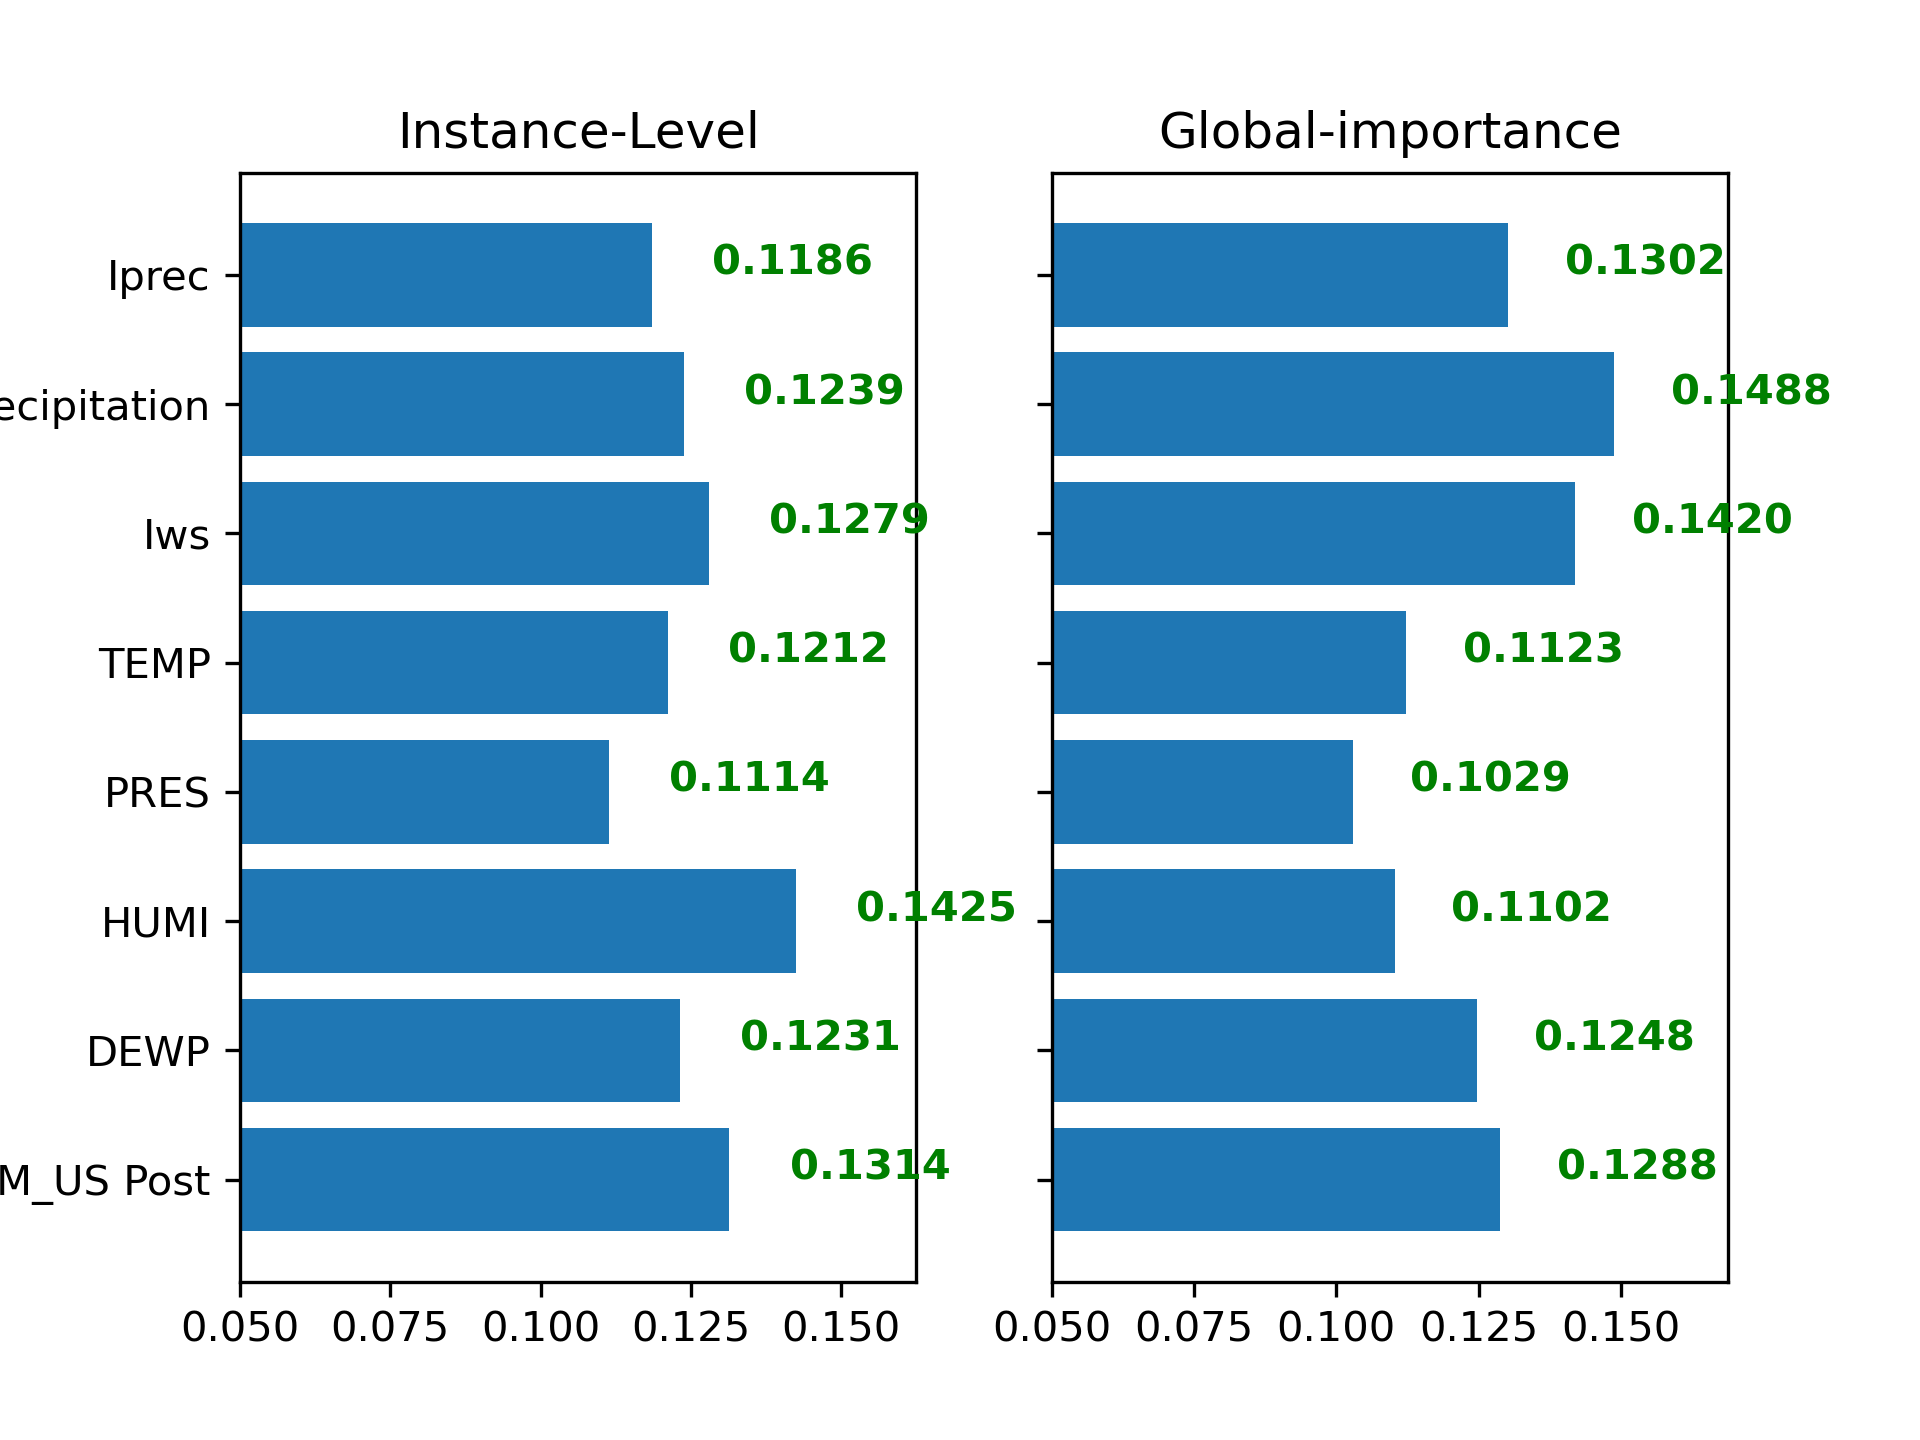 Instance-Level Global-importance
Iprec 0.1186 0.1302
ecipitation 0.1239 0.1488
Iws 0.1279 0.1420
TEMP 0.1212 0.1123
PRES 0.1114 0.1029
HUMI 0.1425 0.1102
DEWP 0.1231 0.1248
M_US Post 0.1314 0.1288
0.050 0.075 0.100 0.125 0.150 0.050 0.075 0.100 0.125 0.150